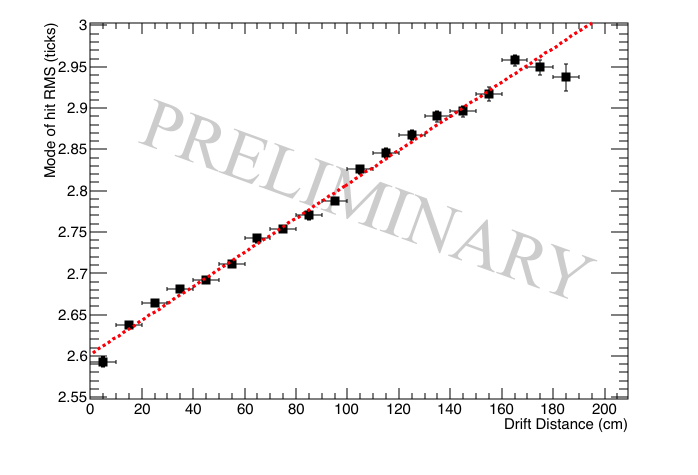 Mode of hit RMS (ticks)
3
2.95
2.9
2.85
2.8
2.75
2.7
2.65
2.6
2.55
PRELIMINARY
0 20 40 60 80 100 120 140 160 180 200
Drift Distance (cm)